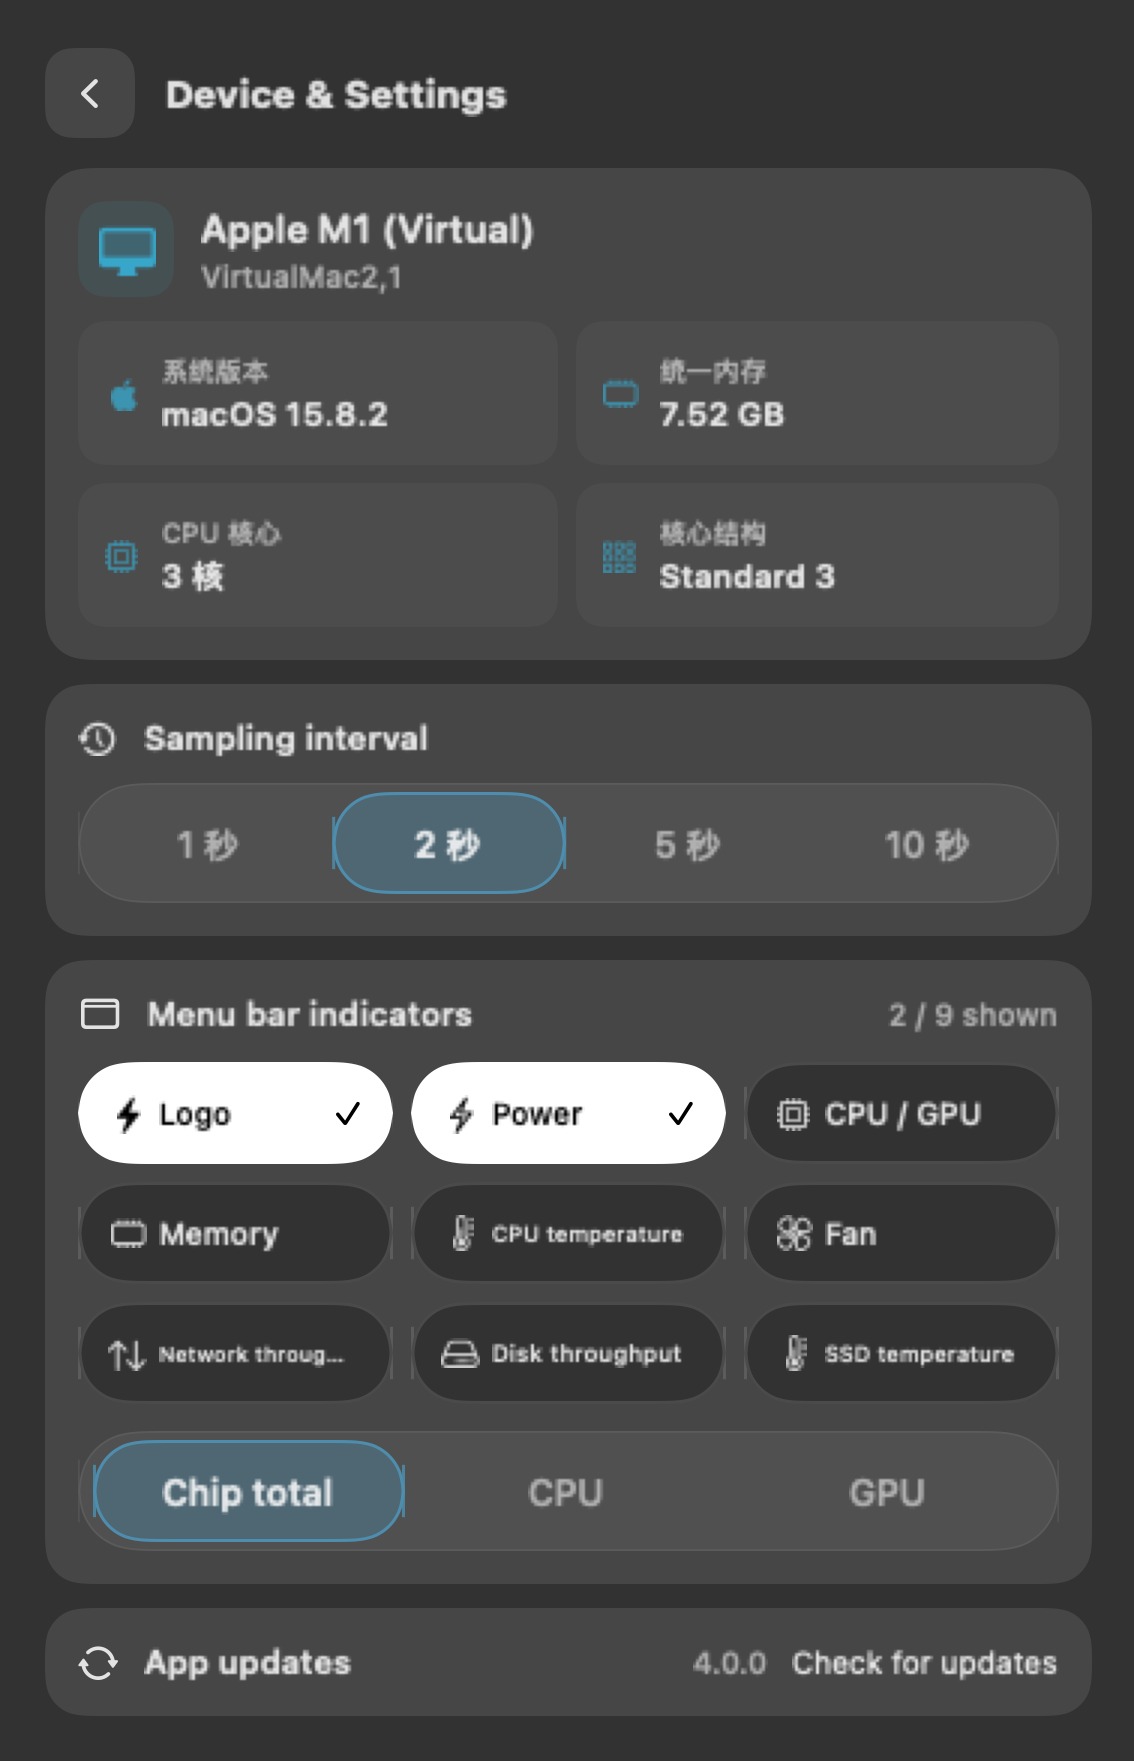 Device & Settings
Apple M1 (Virtual)
VirtualMac2,1
系统版本
macOS 15.8.2
统一内存
7.52 GB
CPU 核心
3 核
核心结构
Standard 3
Sampling interval
1 秒
2 秒
5 秒
10 秒
Menu bar indicators
2 / 9 shown
Logo
Power
CPU / GPU
Memory
CPU temperature
Fan
Network throug...
Disk throughput
SSD temperature
Chip total
CPU
GPU
App updates
4.0.0
Check for updates